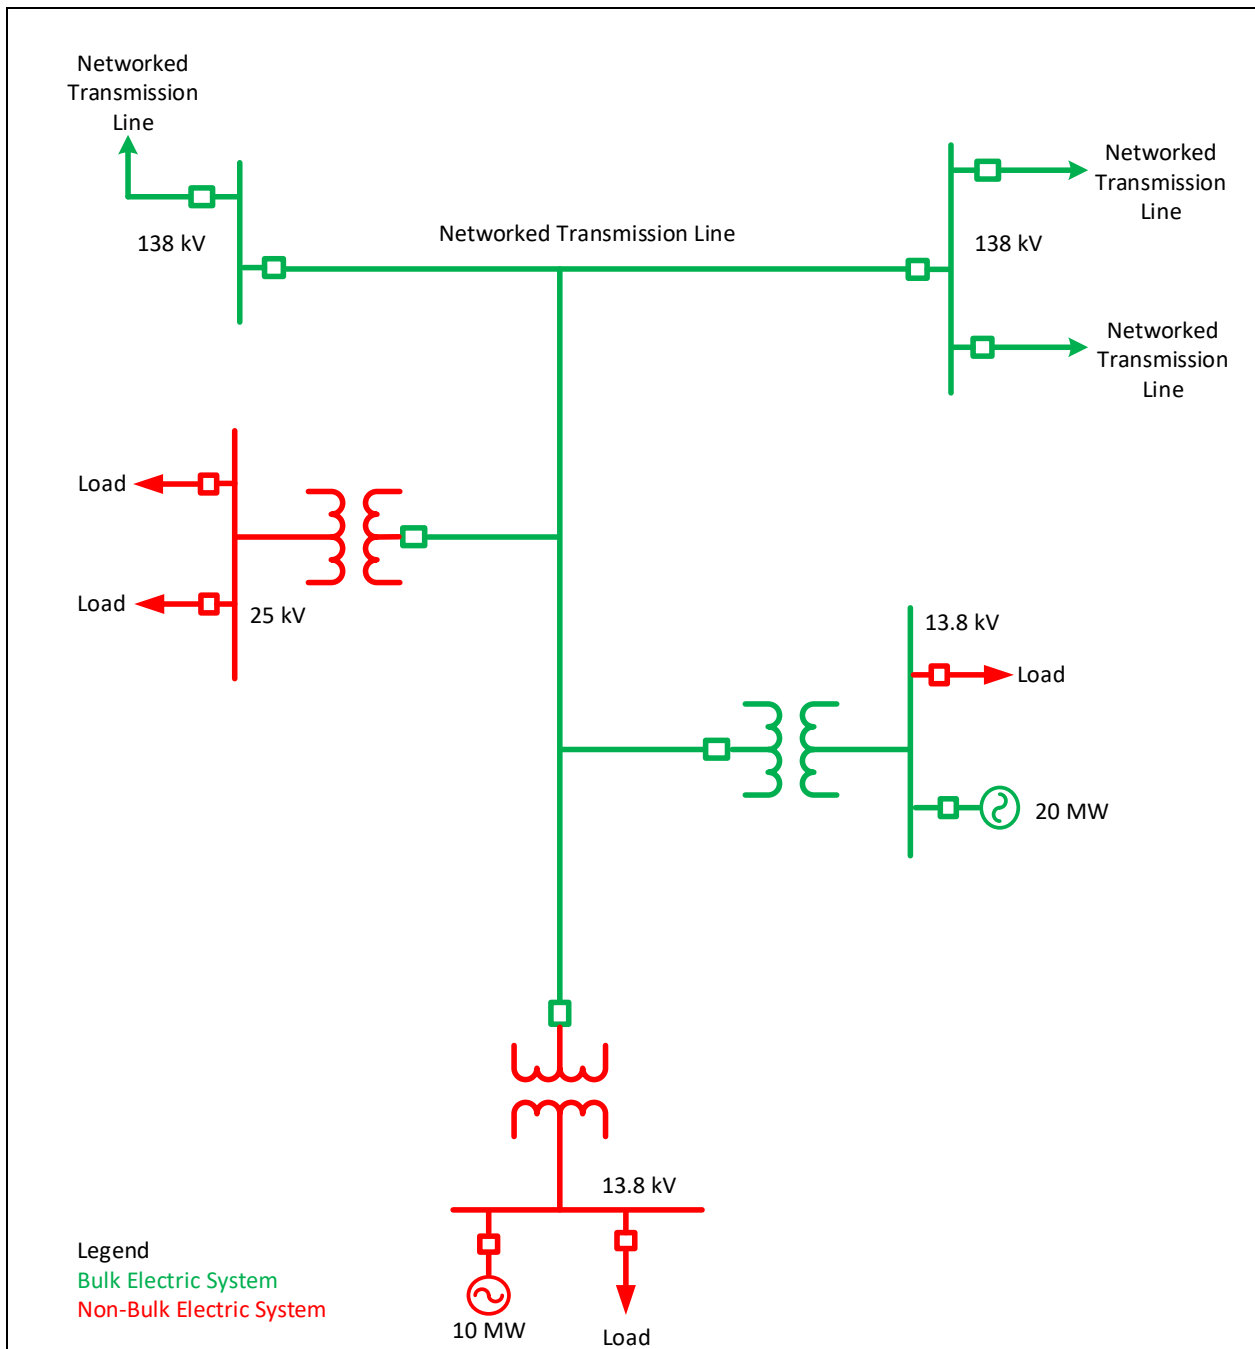 Networked
Transmission
Line
138 kV
Networked Transmission Line
138 kV
Networked
Transmission
Line
Networked
Transmission
Line
Load
Load
25 kV
13.8 kV
Load
20 MW
13.8 kV
10 MW
Load
Legend
Bulk Electric System
Non-Bulk Electric System